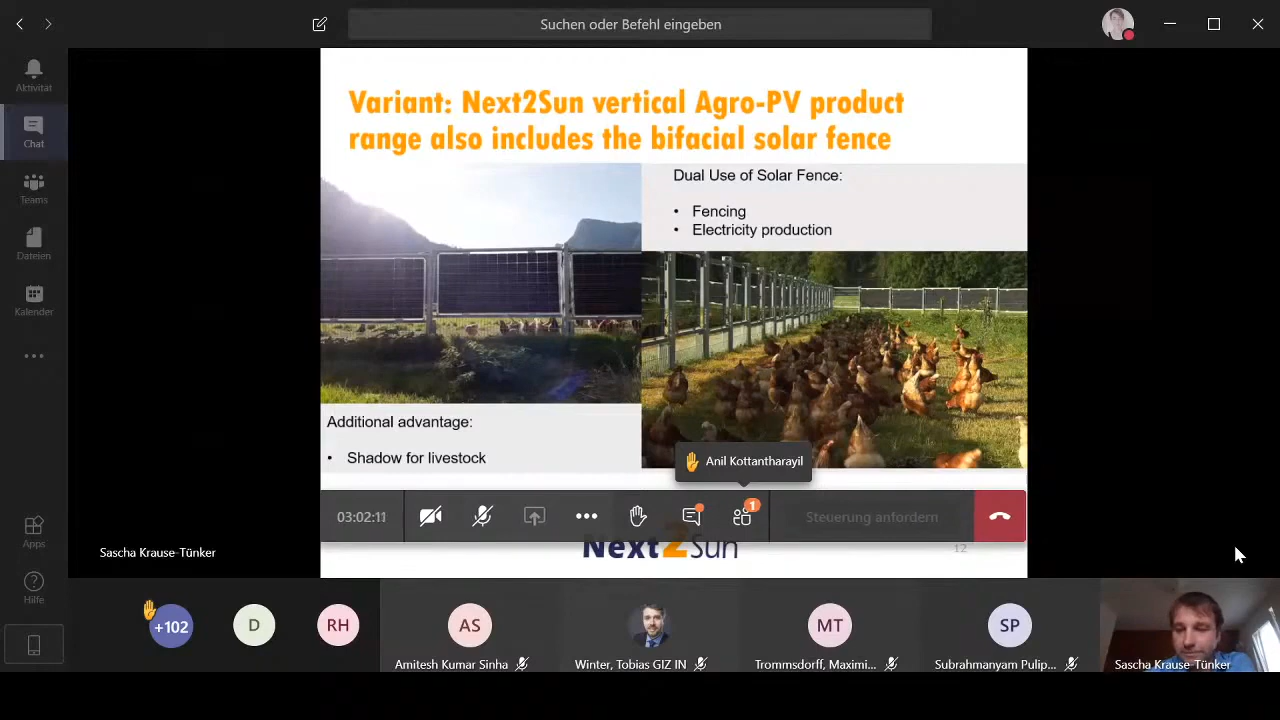 Suchen oder Befehl eingeben
Aktivität
Chat
Teams
Dateien
Kalender
Apps
Hilfe
Variant: Next2Sun vertical Agro-PV product
range also includes the bifacial solar fence
Dual Use of Solar Fence:
• Fencing
• Electricity production
Additional advantage:
• Shadow for livestock
Anil Kottantharayil
03:02:11
1
Steuerung anfordern
Next2Sun
12
Sascha Krause-Tünker
+102
D
RH
AS
MT
SP
Amitesh Kumar Sinha
Winter, Tobias GIZ IN
Trommsdorff, Maximi...
Subrahmanyam Pulip...
Sascha Krause-Tünker